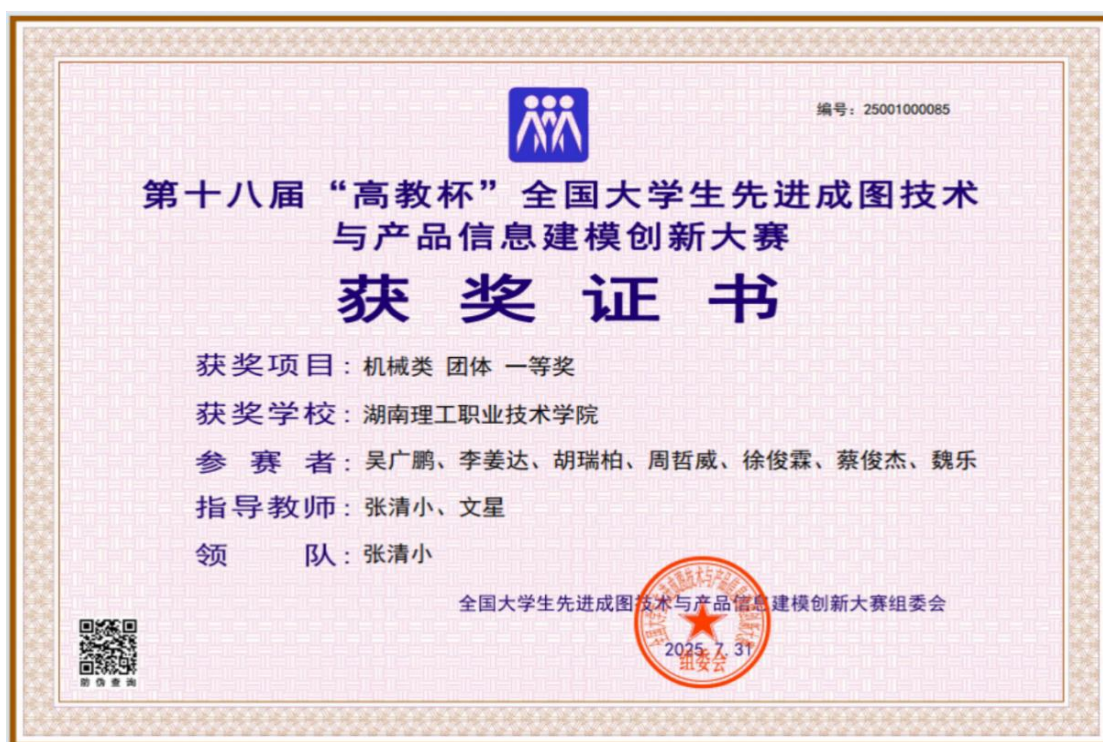 编号：25001000085
第十八届“高教杯”全国大学生先进成图技术
与产品信息建模创新大赛
获奖证书
获奖项目：机械类 团体 一等奖
获奖学校：湖南理工职业技术学院
参赛者：吴广鹏、李姜达、胡瑞柏、周哲威、徐俊霖、蔡俊杰、魏乐
指导教师：张清小、文星
领队：张清小
全国大学生先进成图技术与产品信息建模创新大赛组委会
2025.7.31
组委会
防伪查询